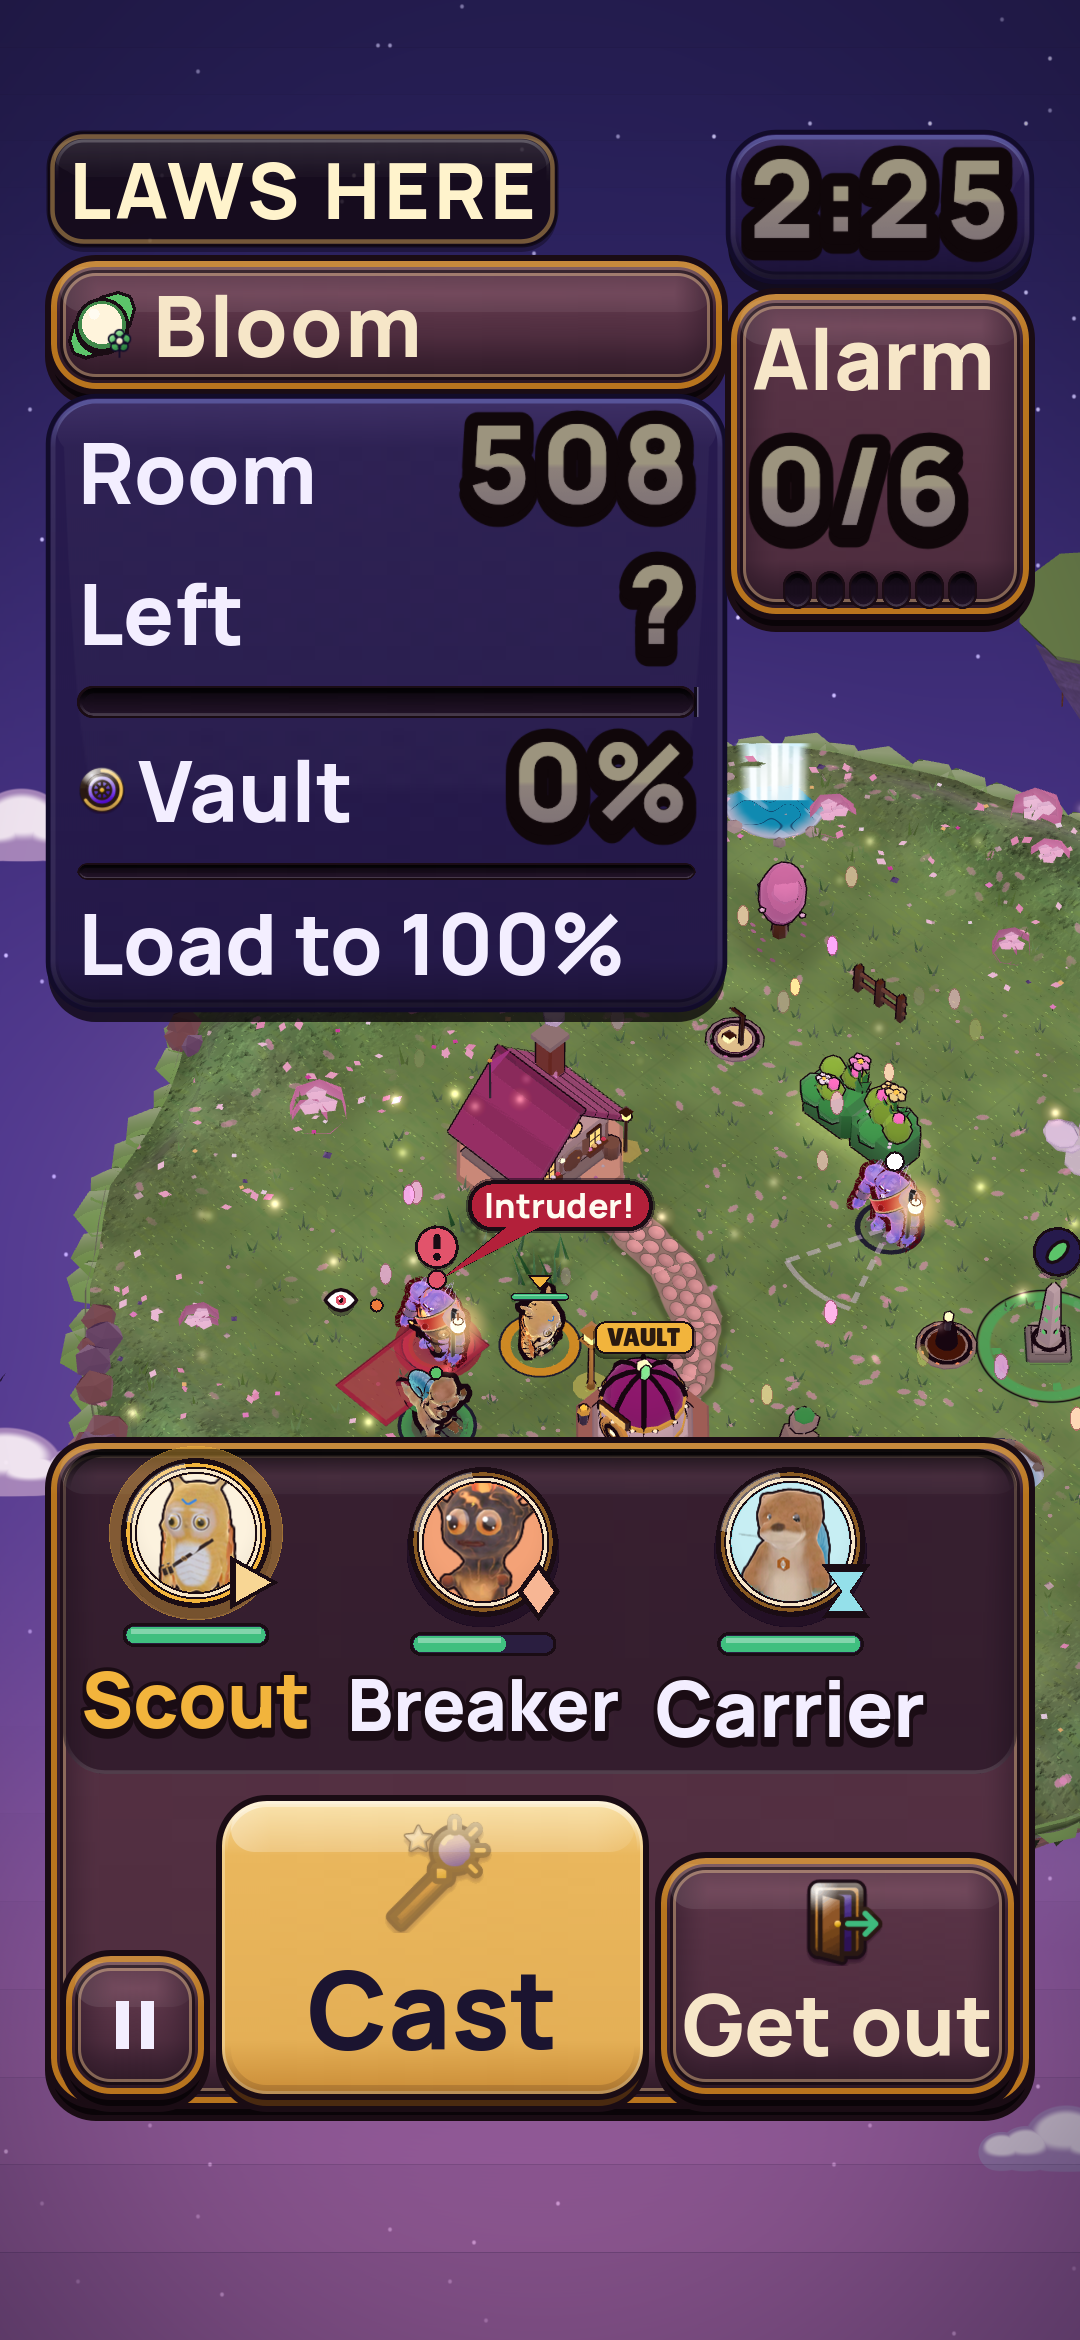 LAWS HERE
2:25
Bloom
Alarm
0/6
Room 508
Left ?
Vault 0%
Load to 100%
Intruder!
!
VAULT
Scout Breaker Carrier
Cast
Get out